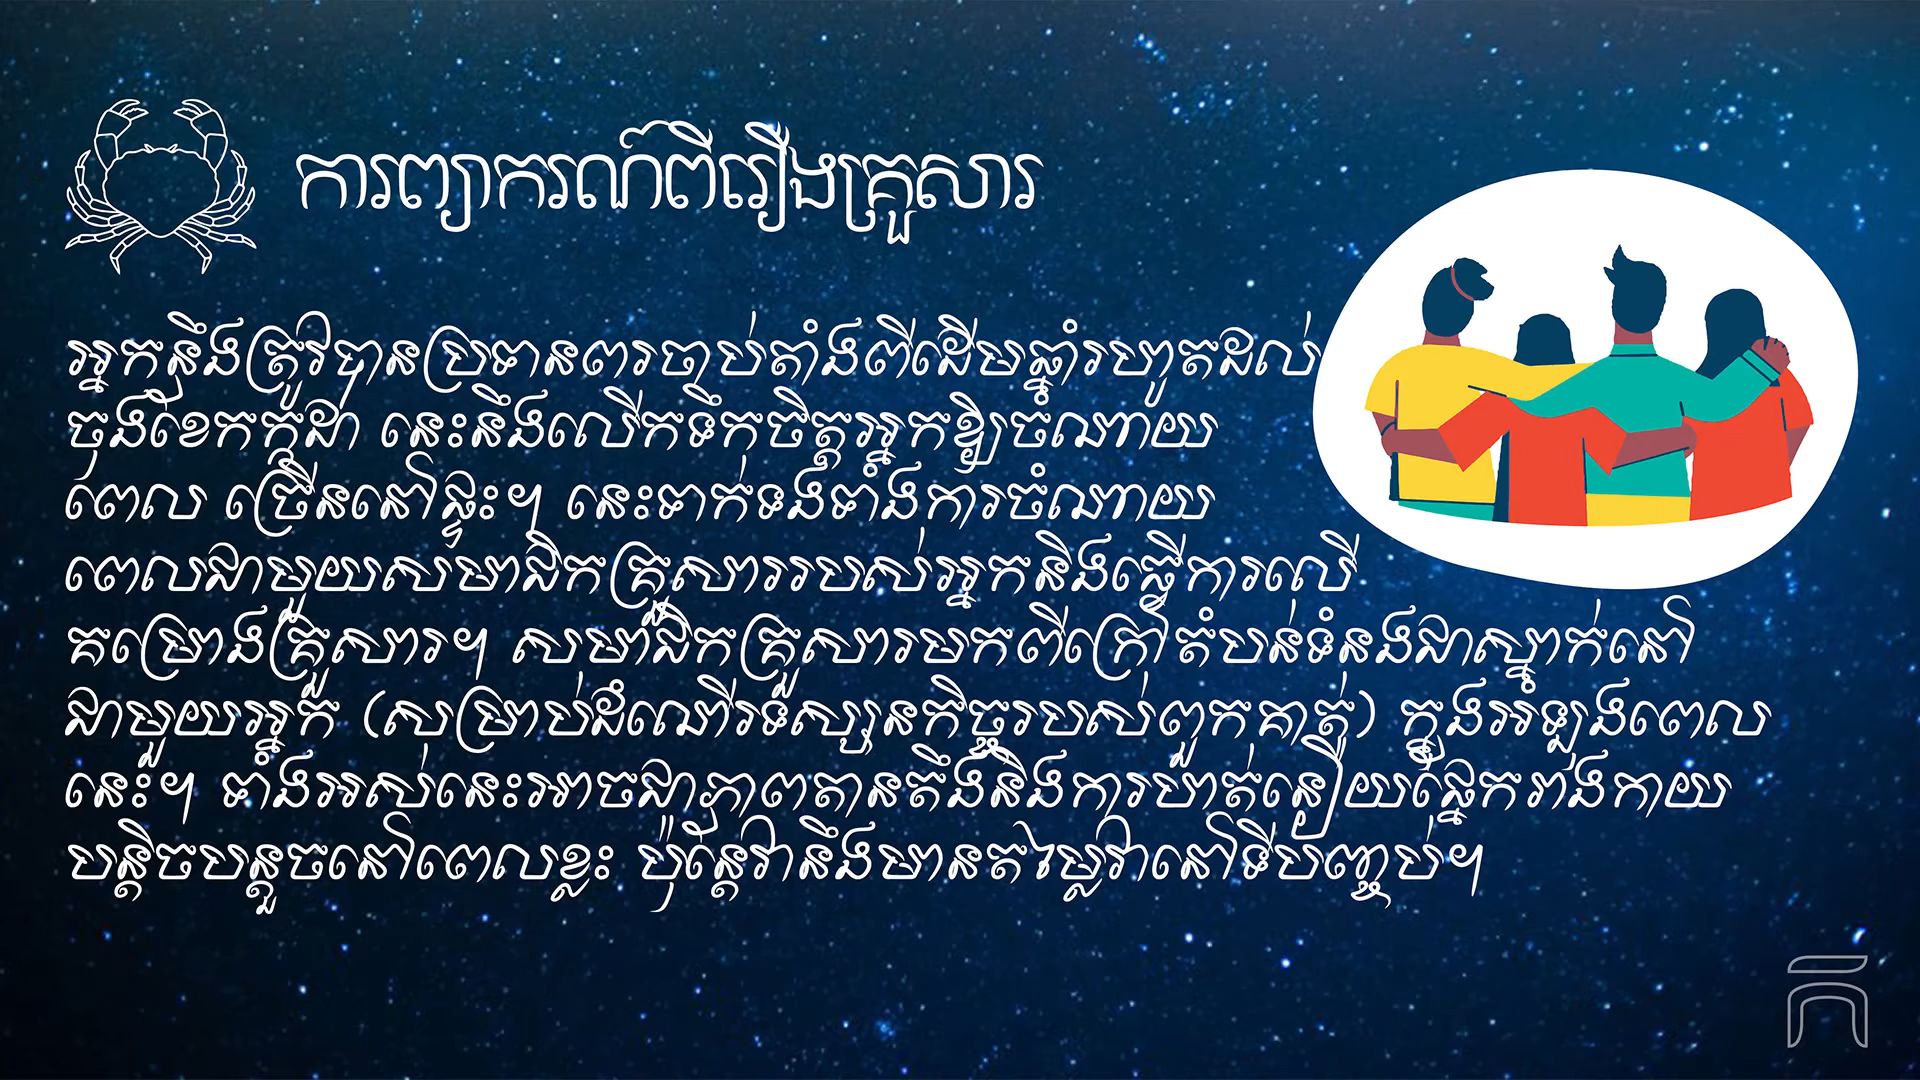 ការព្យាករណ៍ពីរឿងគ្រួសារ
អ្នកនឹងត្រូវបានប្រទានពរចាប់តាំងពីដើមឆ្នាំរហូតដល់
ចុងខែកក្កដា នេះនឹងលើកទឹកចិត្តអ្នកឱ្យចំណាយ
ពេល ច្រើននៅផ្ទះ។ នេះទាក់ទងទាំងការចំណាយ
ពេលជាមួយសមាជិកគ្រួសាររបស់អ្នកនិងធ្វើការលើ
គម្រោងគ្រួសារ។ សមាជិកគ្រួសារមកពីក្រៅតំបន់ទំនងជាស្នាក់នៅ
ជាមួយអ្នក (សម្រាប់ដំណើរទស្សនកិច្ចរបស់ពួកគាត់) ក្នុងអំឡុងពេល
នេះ។ ទាំងអស់នេះអាចជាភាពតានតឹងនិងការហត់នឿយផ្នែករាងកាយ
បន្តិចបន្តួចនៅពេលខ្លះ ប៉ុន្តែវានឹងមានតម្លៃវានៅទីបញ្ចប់។